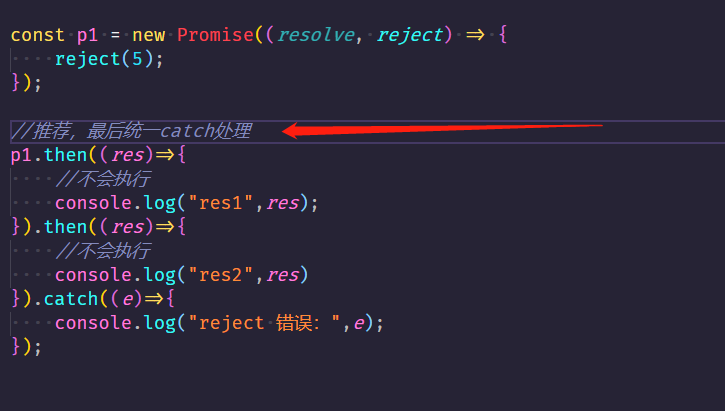 const p1 = new Promise((resolve, reject) => {
    reject(5);
});
//推荐，最后统一catch处理
p1.then((res)=>{
    //不会执行
    console.log("res1",res);
}).then((res)=>{
    //不会执行
    console.log("res2",res)
}).catch((e)=>{
    console.log("reject 错误：",e);
});